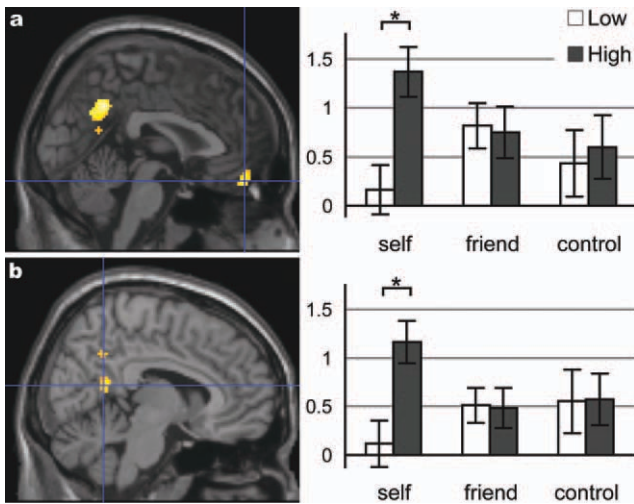 a
Low
High
*
1.5
1
0.5
0
self friend control
b
*
1.5
1
0.5
0
self friend control